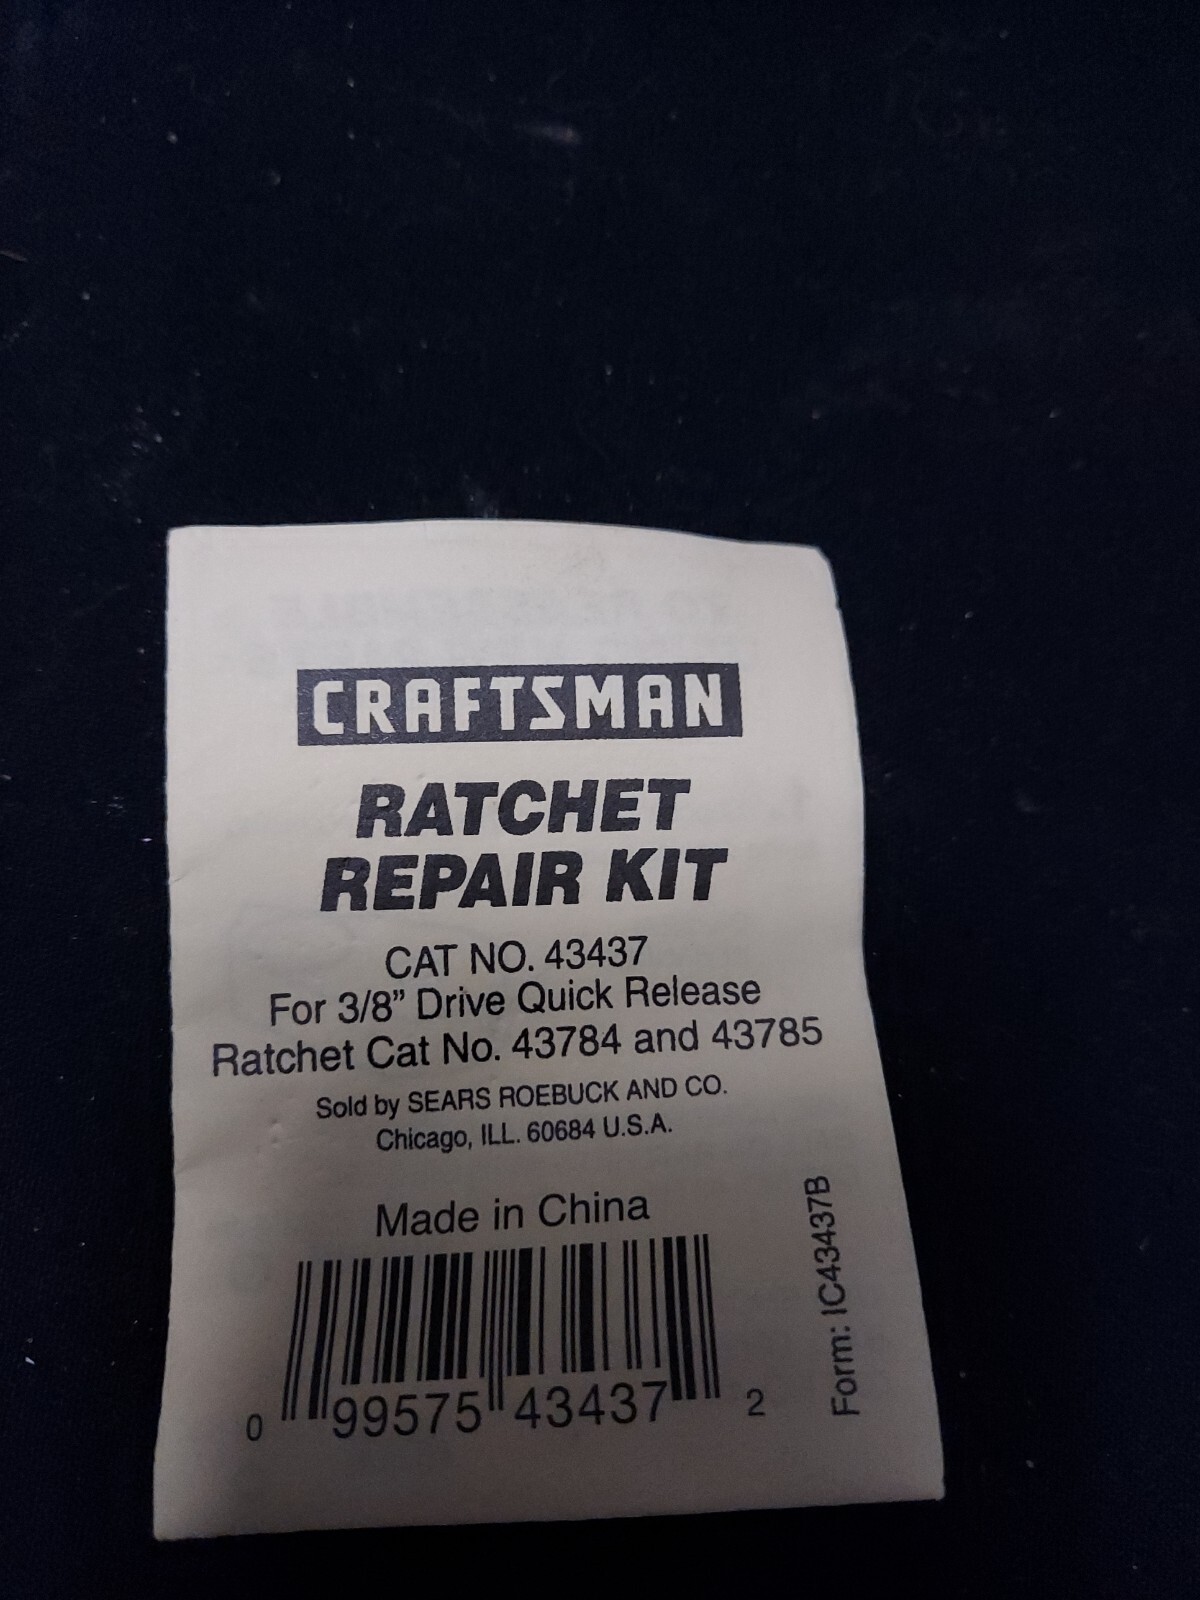 CRAFTSMAN
RATCHET
REPAIR KIT
CAT NO. 43437
For 3/8” Drive Quick Release
Ratchet Cat No. 43784 and 43785
Sold by SEARS ROEBUCK AND CO.
Chicago, ILL. 60684 U.S.A.
Made in China
0 99575 43437 2
Form: IC43437B